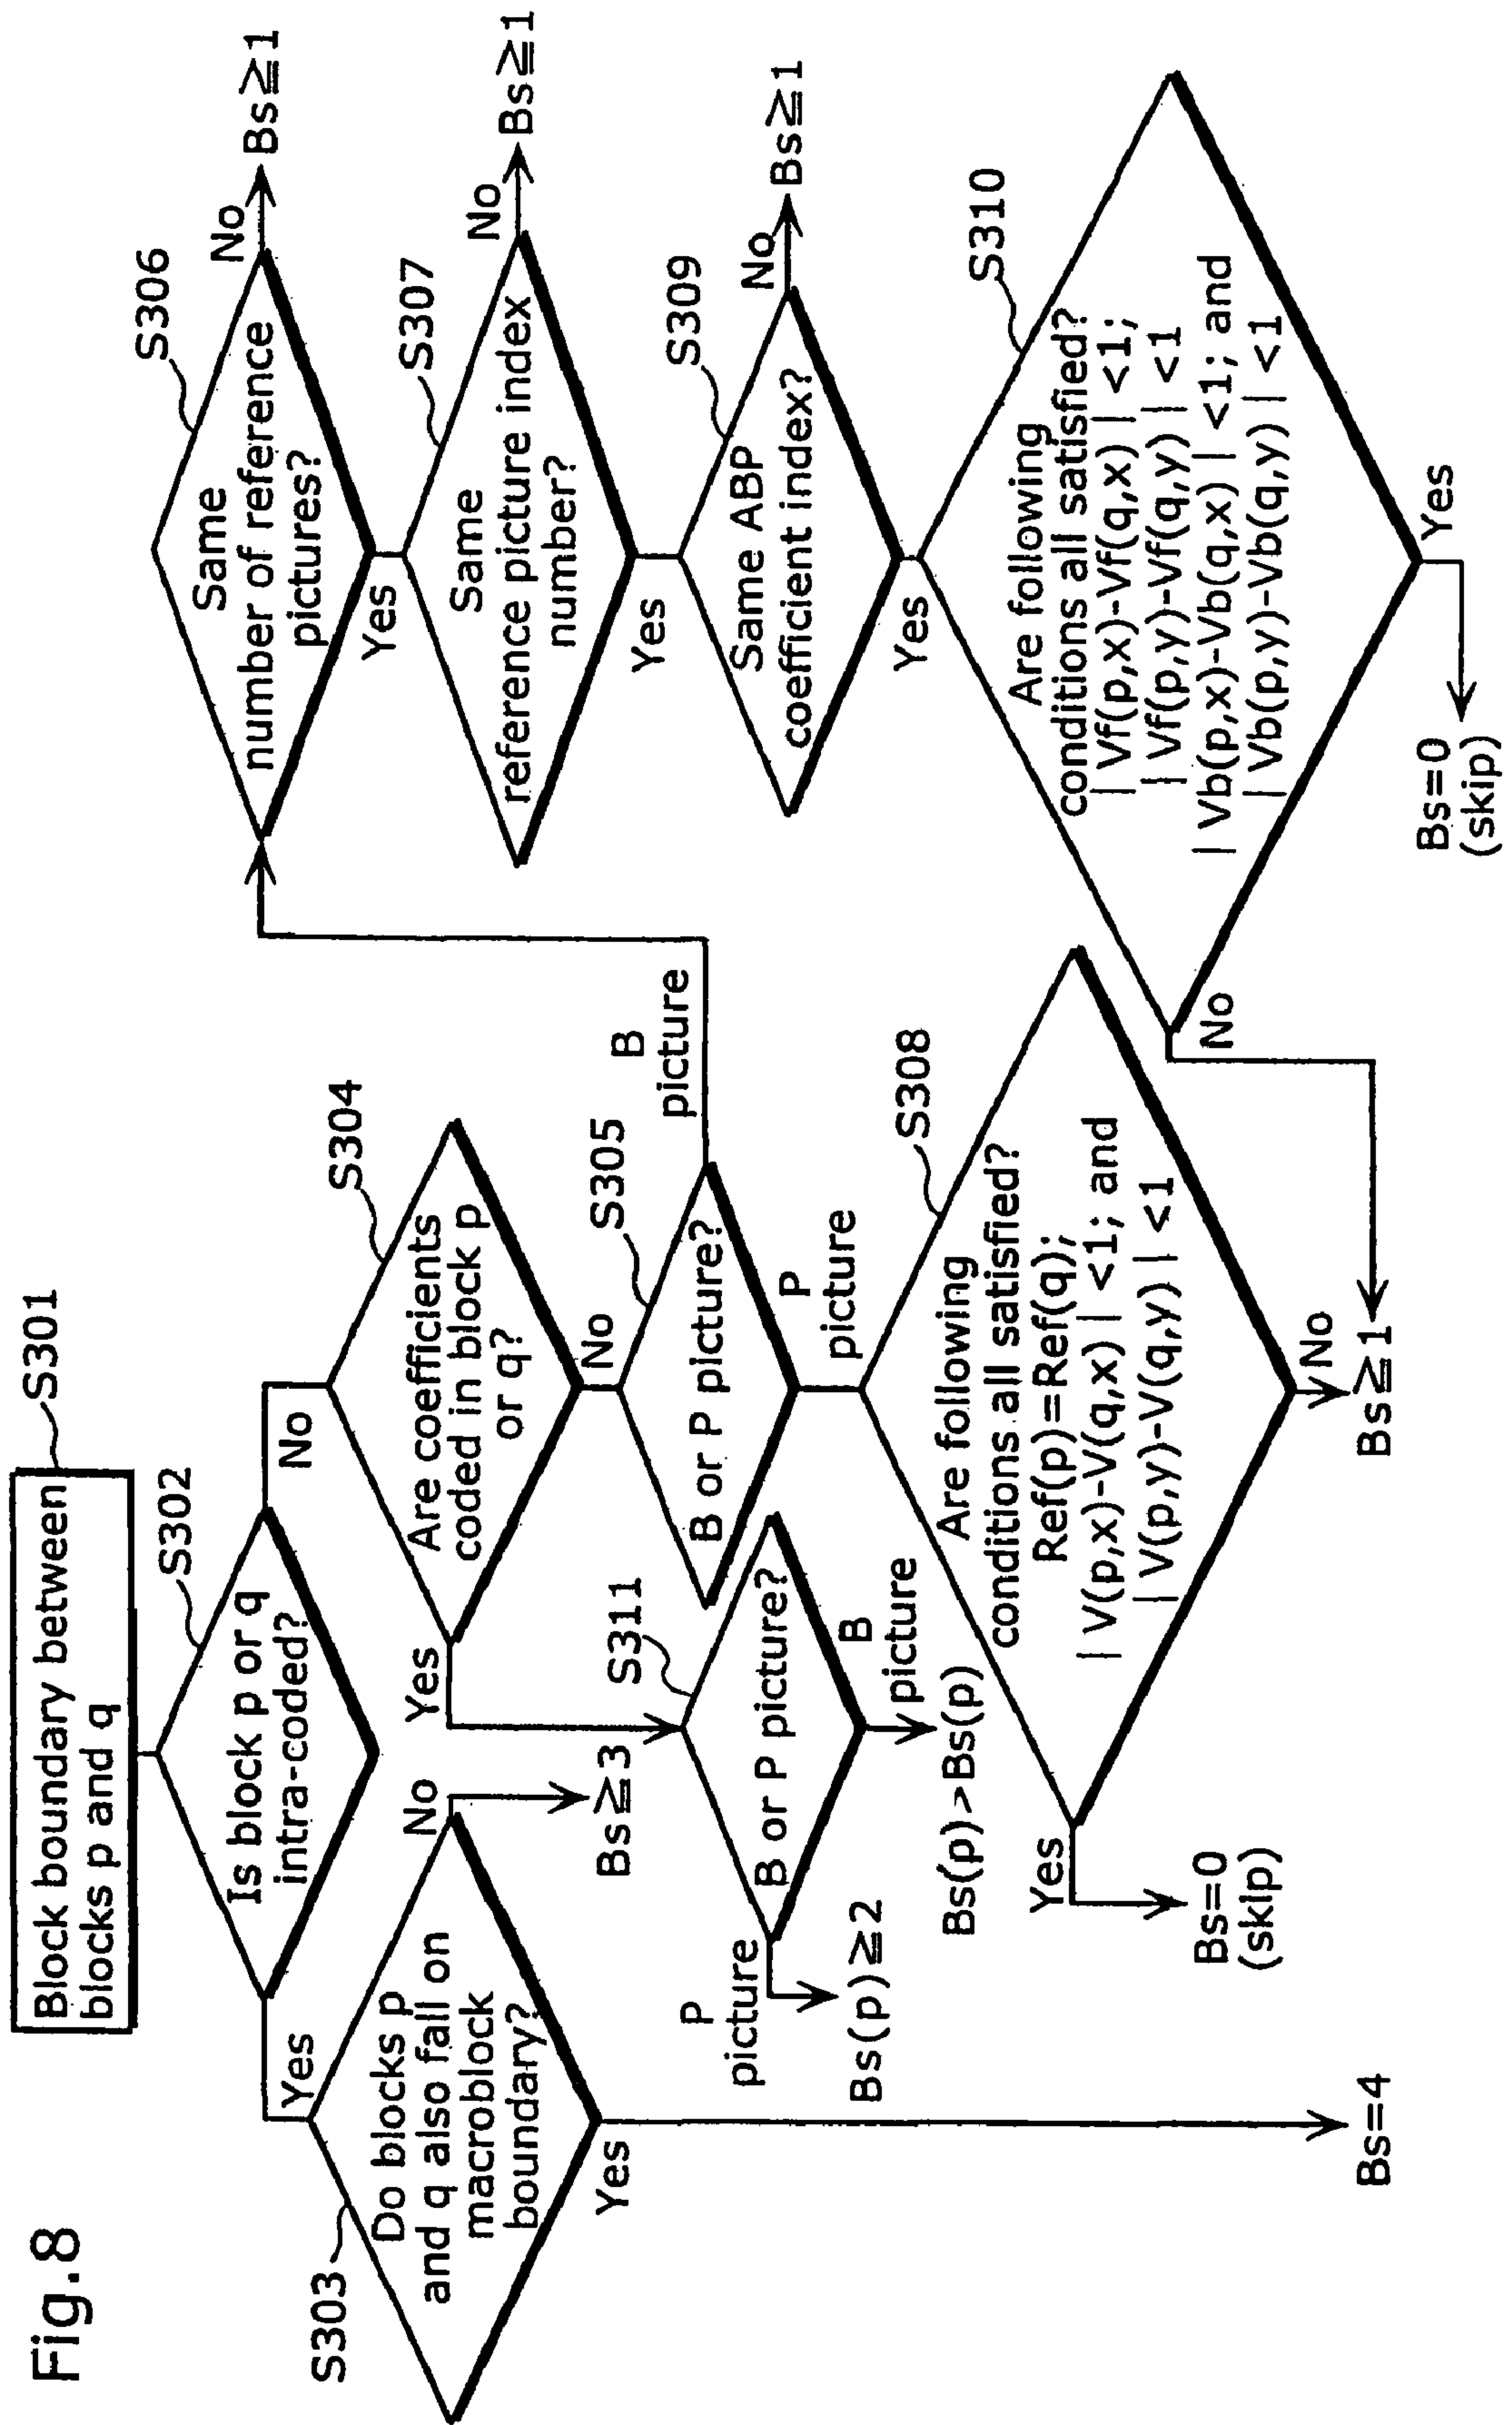 Fig.8
Block boundary between
blocks p and q
S301
S302
Is block p or q
intra-coded?
Yes
No
S303
Do blocks p
and q also fall on
macroblock
boundary?
No
Bs≧3
Yes
Bs=4
S304
Are coefficients
coded in block p
or q?
Yes
No
S311
B or P picture?
P
picture
Bs(p)≧2
B
picture
Bs(p)>Bs(p)
S305
B or P picture?
B
picture
P
picture
S308
Are following
conditions all satisfied?
Ref(p)=Ref(q);
| V(p,x)-V(q,x) | <1; and
| V(p,y)-V(q,y) | <1
Yes
Bs=0
(skip)
No
Bs≧1
S306
Same
number of reference
pictures?
No
Bs≧1
Yes
S307
Same
reference picture index
number?
No
Bs≧1
Yes
S309
Same ABP
coefficient index?
No
Bs≧1
Yes
S310
Are following
conditions all satisfied?
| Vf(p,x)-Vf(q,x) | <1;
| Vf(p,y)-Vf(q,y) | <1
| Vb(p,x)-Vb(q,x) | <1; and
| Vb(p,y)-Vb(q,y) | <1
No
Yes
Bs=0
(skip)